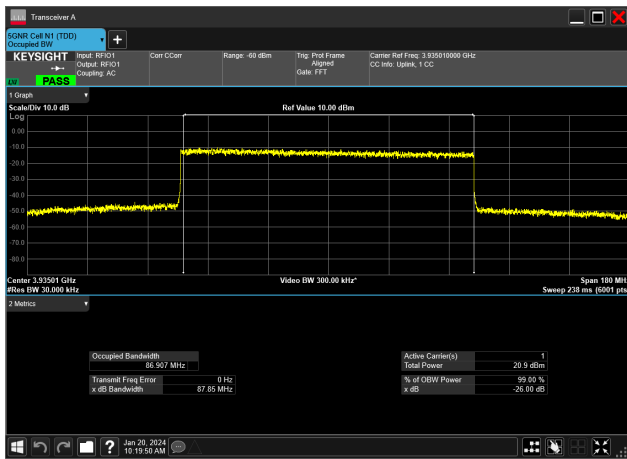 Transceiver A
5GNR Cell N1 (TDD)
Occupied BW
KEYSIGHT
Input: RFIO1
Output: RFIO1
Coupling: AC
Corr CCorr
Range: -60 dBm
Trig: Prot Frame
Aligned
Gate: FFT
Carrier Ref Freq: 3.935010000 GHz
CC Info: Uplink, 1 CC
PASS
1 Graph
Scale/Div 10.0 dB
Ref Value 10.00 dBm
Log
0.00
-10.0
-20.0
-30.0
-40.0
-50.0
-60.0
-70.0
-80.0
Center 3.93501 GHz
Video BW 300.00 kHz*
Span 180 MH
#Res BW 30.000 kHz
Sweep 238 ms (6001 pts
2 Metrics
Occupied Bandwidth
86.907 MHz
Transmit Freq Error 0 Hz
x dB Bandwidth 87.85 MHz
Active Carrier(s) 1
Total Power 20.9 dBm
% of OBW Power 99.00 %
x dB -26.00 dB
Jan 20, 2024
10:19:50 AM